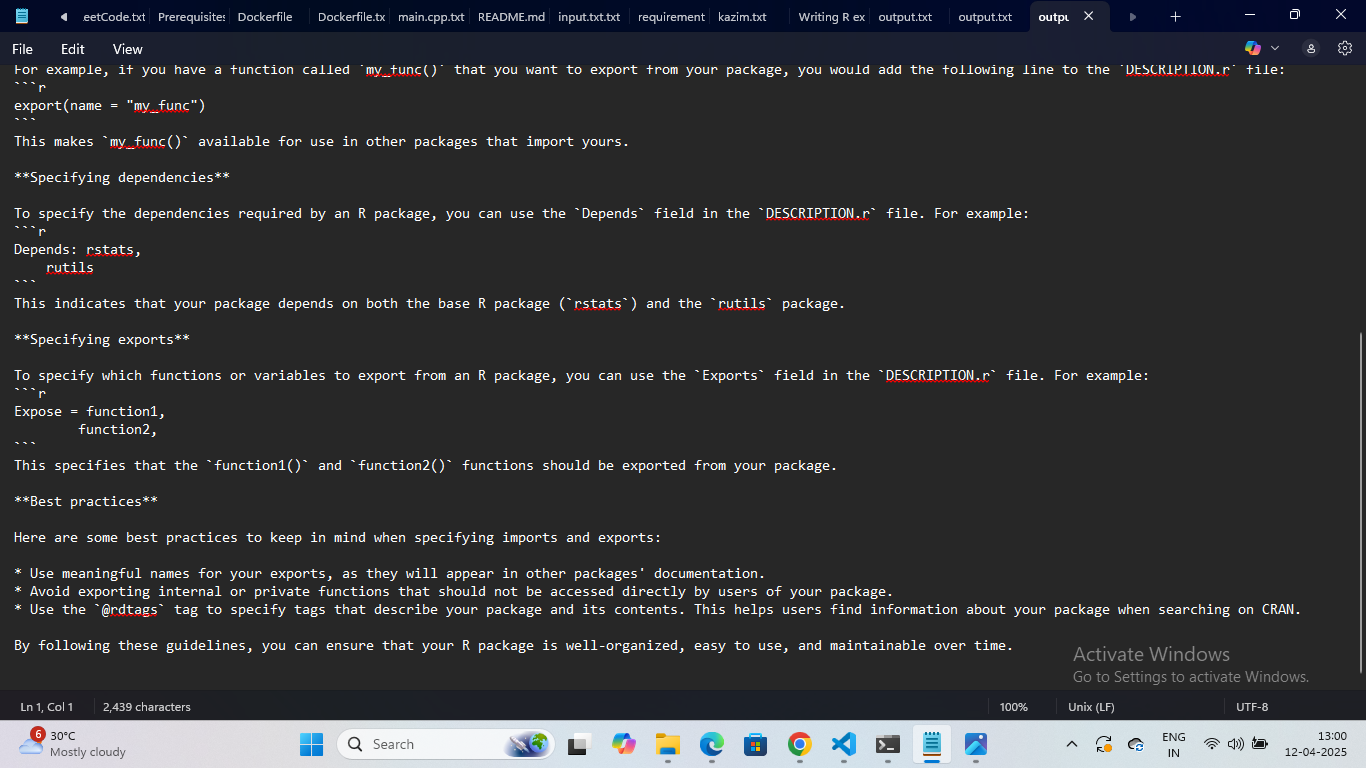 eetCode.txt Prerequisites Dockerfile Dockerfile.tx main.cpp.txt README.md input.txt.txt requirement kazim.txt Writing R ex output.txt output.txt outpu
File Edit View
For example, if you have a function called `my_func()` that you want to export from your package, you would add the following line to the `DESCRIPTION.r` file:
```r
export(name = "my_func")
```
This makes `my_func()` available for use in other packages that import yours.
**Specifying dependencies**
To specify the dependencies required by an R package, you can use the `Depends` field in the `DESCRIPTION.r` file. For example:
```r
Depends: rstats,
    rutils
```
This indicates that your package depends on both the base R package (`rstats`) and the `rutils` package.
**Specifying exports**
To specify which functions or variables to export from an R package, you can use the `Exports` field in the `DESCRIPTION.r` file. For example:
```r
Expose = function1,
        function2,
```
This specifies that the `function1()` and `function2()` functions should be exported from your package.
**Best practices**
Here are some best practices to keep in mind when specifying imports and exports:
* Use meaningful names for your exports, as they will appear in other packages' documentation.
* Avoid exporting internal or private functions that should not be accessed directly by users of your package.
* Use the `@rdtags` tag to specify tags that describe your package and its contents. This helps users find information about your package when searching on CRAN.
By following these guidelines, you can ensure that your R package is well-organized, easy to use, and maintainable over time.
Activate Windows
Go to Settings to activate Windows.
Ln 1, Col 1 2,439 characters 100% Unix (LF) UTF-8
6 30°C
Mostly cloudy
Search
ENG
IN
13:00
12-04-2025